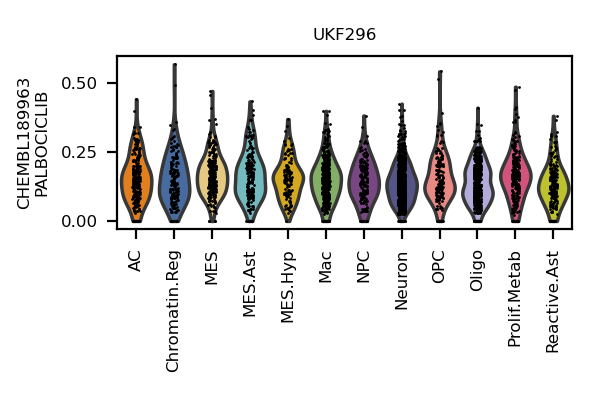 UKF296
CHEMBL189963
PALBOCICLIB
0.50
0.25
0.00
AC
Chromatin.Reg
MES
MES.Ast
MES.Hyp
Mac
NPC
Neuron
OPC
Oligo
Prolif.Metab
Reactive.Ast